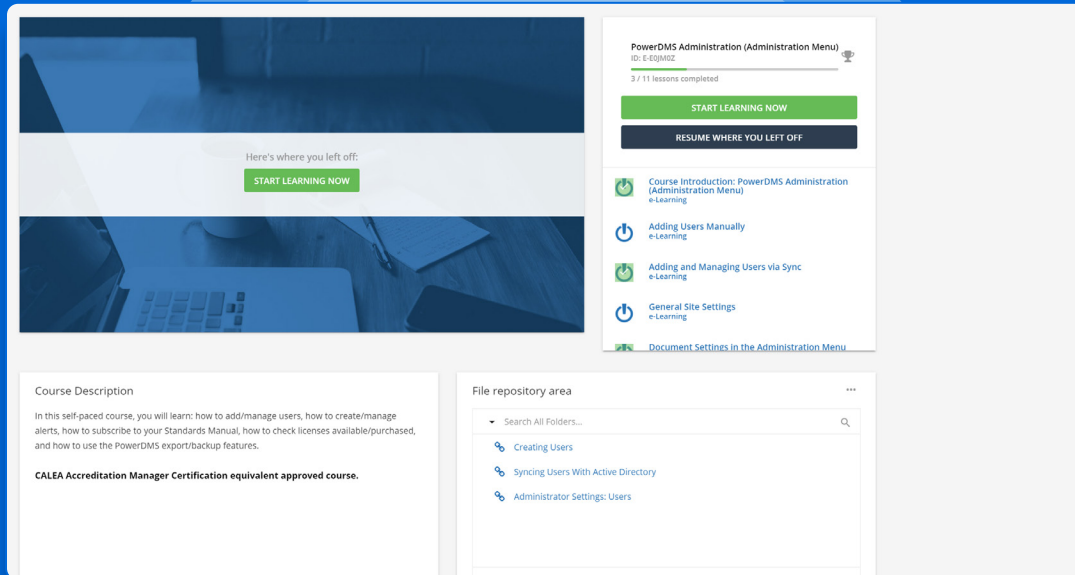 Here's where you left off:
START LEARNING NOW
PowerDMS Administration (Administration Menu)
ID: E-E0JM0Z
3 / 11 lessons completed
START LEARNING NOW
RESUME WHERE YOU LEFT OFF
Course Introduction: PowerDMS Administration
(Administration Menu)
e-Learning
Adding Users Manually
e-Learning
Adding and Managing Users via Sync
e-Learning
General Site Settings
e-Learning
Document Settings in the Administration Menu
Course Description
In this self-paced course, you will learn: how to add/manage users, how to create/manage
alerts, how to subscribe to your Standards Manual, how to check licenses available/purchased,
and how to use the PowerDMS export/backup features.
CALEA Accreditation Manager Certification equivalent approved course.
File repository area
Search All Folders...
Creating Users
Syncing Users With Active Directory
Administrator Settings: Users